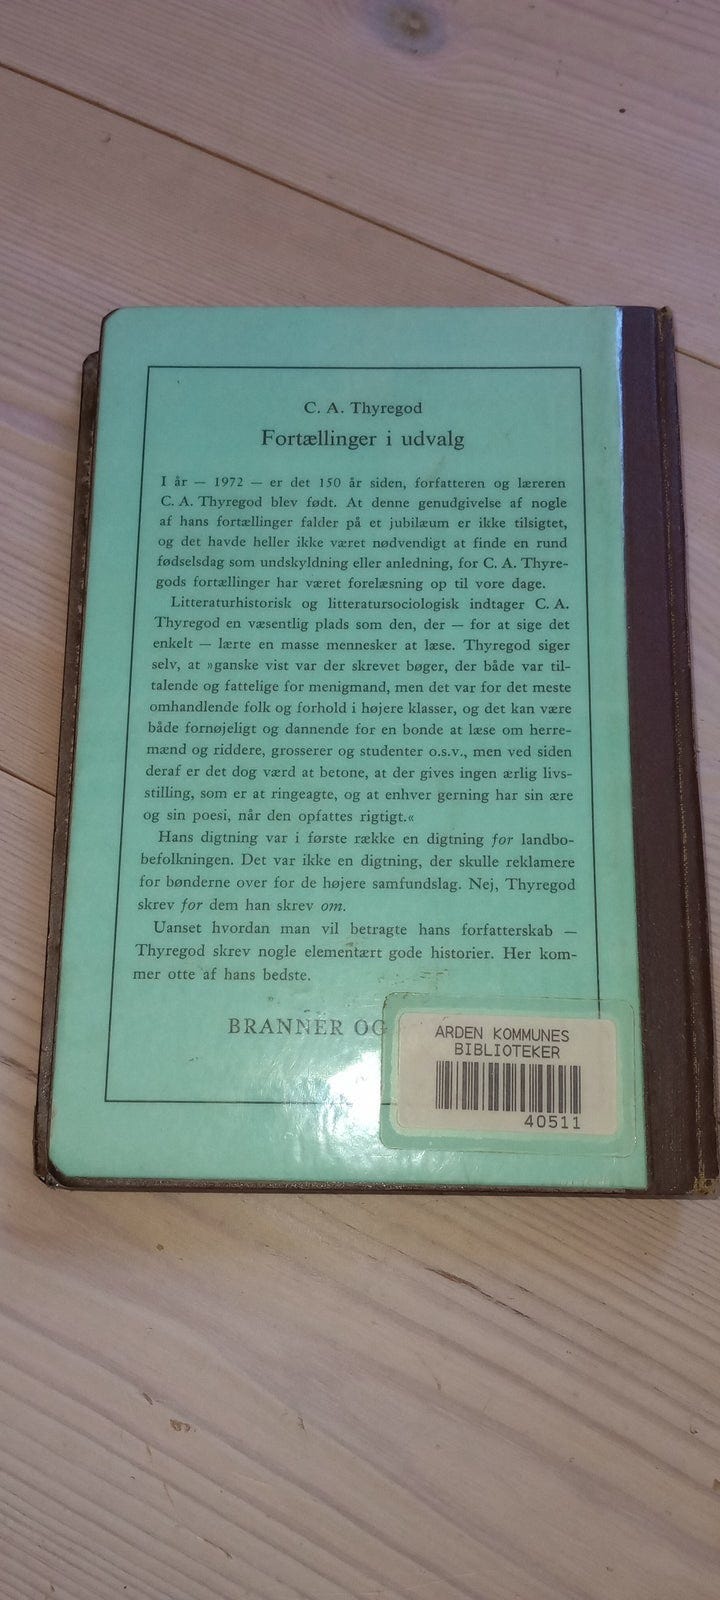 C. A. Thyregod
Fortællinger i udvalg
I år — 1972 — er det 150 år siden, forfatteren og læreren
C. A. Thyregod blev født. At denne genudgivelse af nogle
af hans fortællinger falder på et jubilæum er ikke tilsigtet,
og det havde heller ikke været nødvendigt at finde en rund
fødselsdag som undskyldning eller anledning, for C. A. Thyre-
gods fortællinger har været forelæsning op til vore dage.
Litteraturhistorisk og litteratursociologisk indtager C. A.
Thyregod en væsentlig plads som den, der — for at sige det
enkelt — lærte en masse mennesker at læse. Thyregod siger
selv, at »ganske vist var der skrevet bøger, der både var til-
talende og fattelige for menigmand, men det var for det meste
omhandlende folk og forhold i højere klasser, og det kan være
både fornøjeligt og dannende for en bonde at læse om herre-
mænd og riddere, grosserer og studenter o.s.v., men ved siden
deraf er det dog værd at betone, at der gives ingen ærlig livs-
stilling, som er at ringeagte, og at enhver gerning har sin ære
og sin poesi, når den opfattes rigtigt.«
Hans digtning var i første række en digtning for landbo-
befolkningen. Det var ikke en digtning, der skulle reklamere
for bønderne over for de højere samfundslag. Nej, Thyregod
skrev for dem han skrev om.
Uanset hvordan man vil betragte hans forfatterskab —
Thyregod skrev nogle elementært gode historier. Her kom-
mer otte af hans bedste.
BRANNER OG
ARDEN KOMMUNES
BIBLIOTEKER
40511